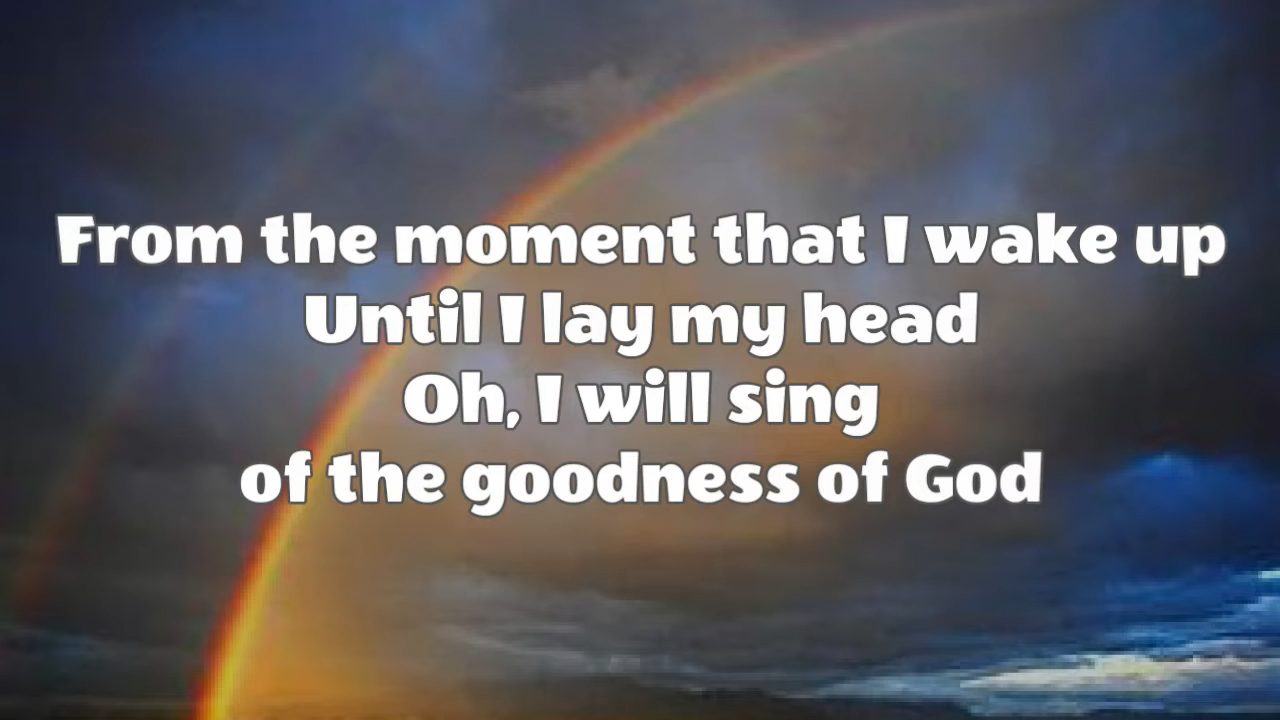 From the moment that I wake up
Until I lay my head
Oh, I will sing
of the goodness of God